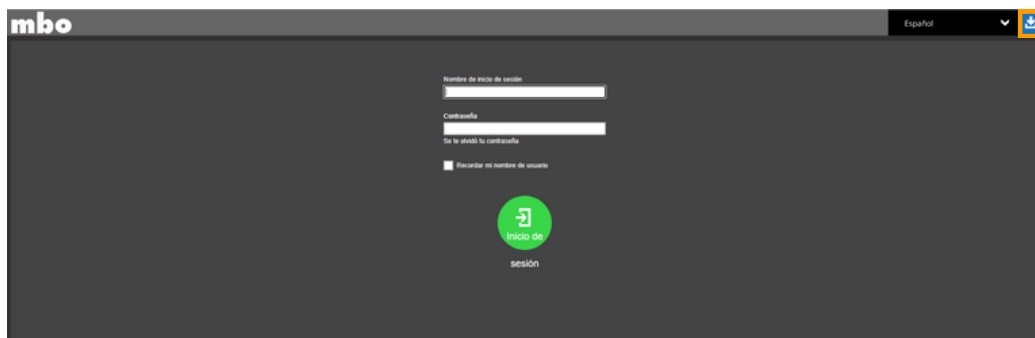 mbo
Español
Nombre de inicio de sesión
Contraseña
Se te olvidó tu contraseña
Recordar mi nombre de usuario
Inicio de
sesión